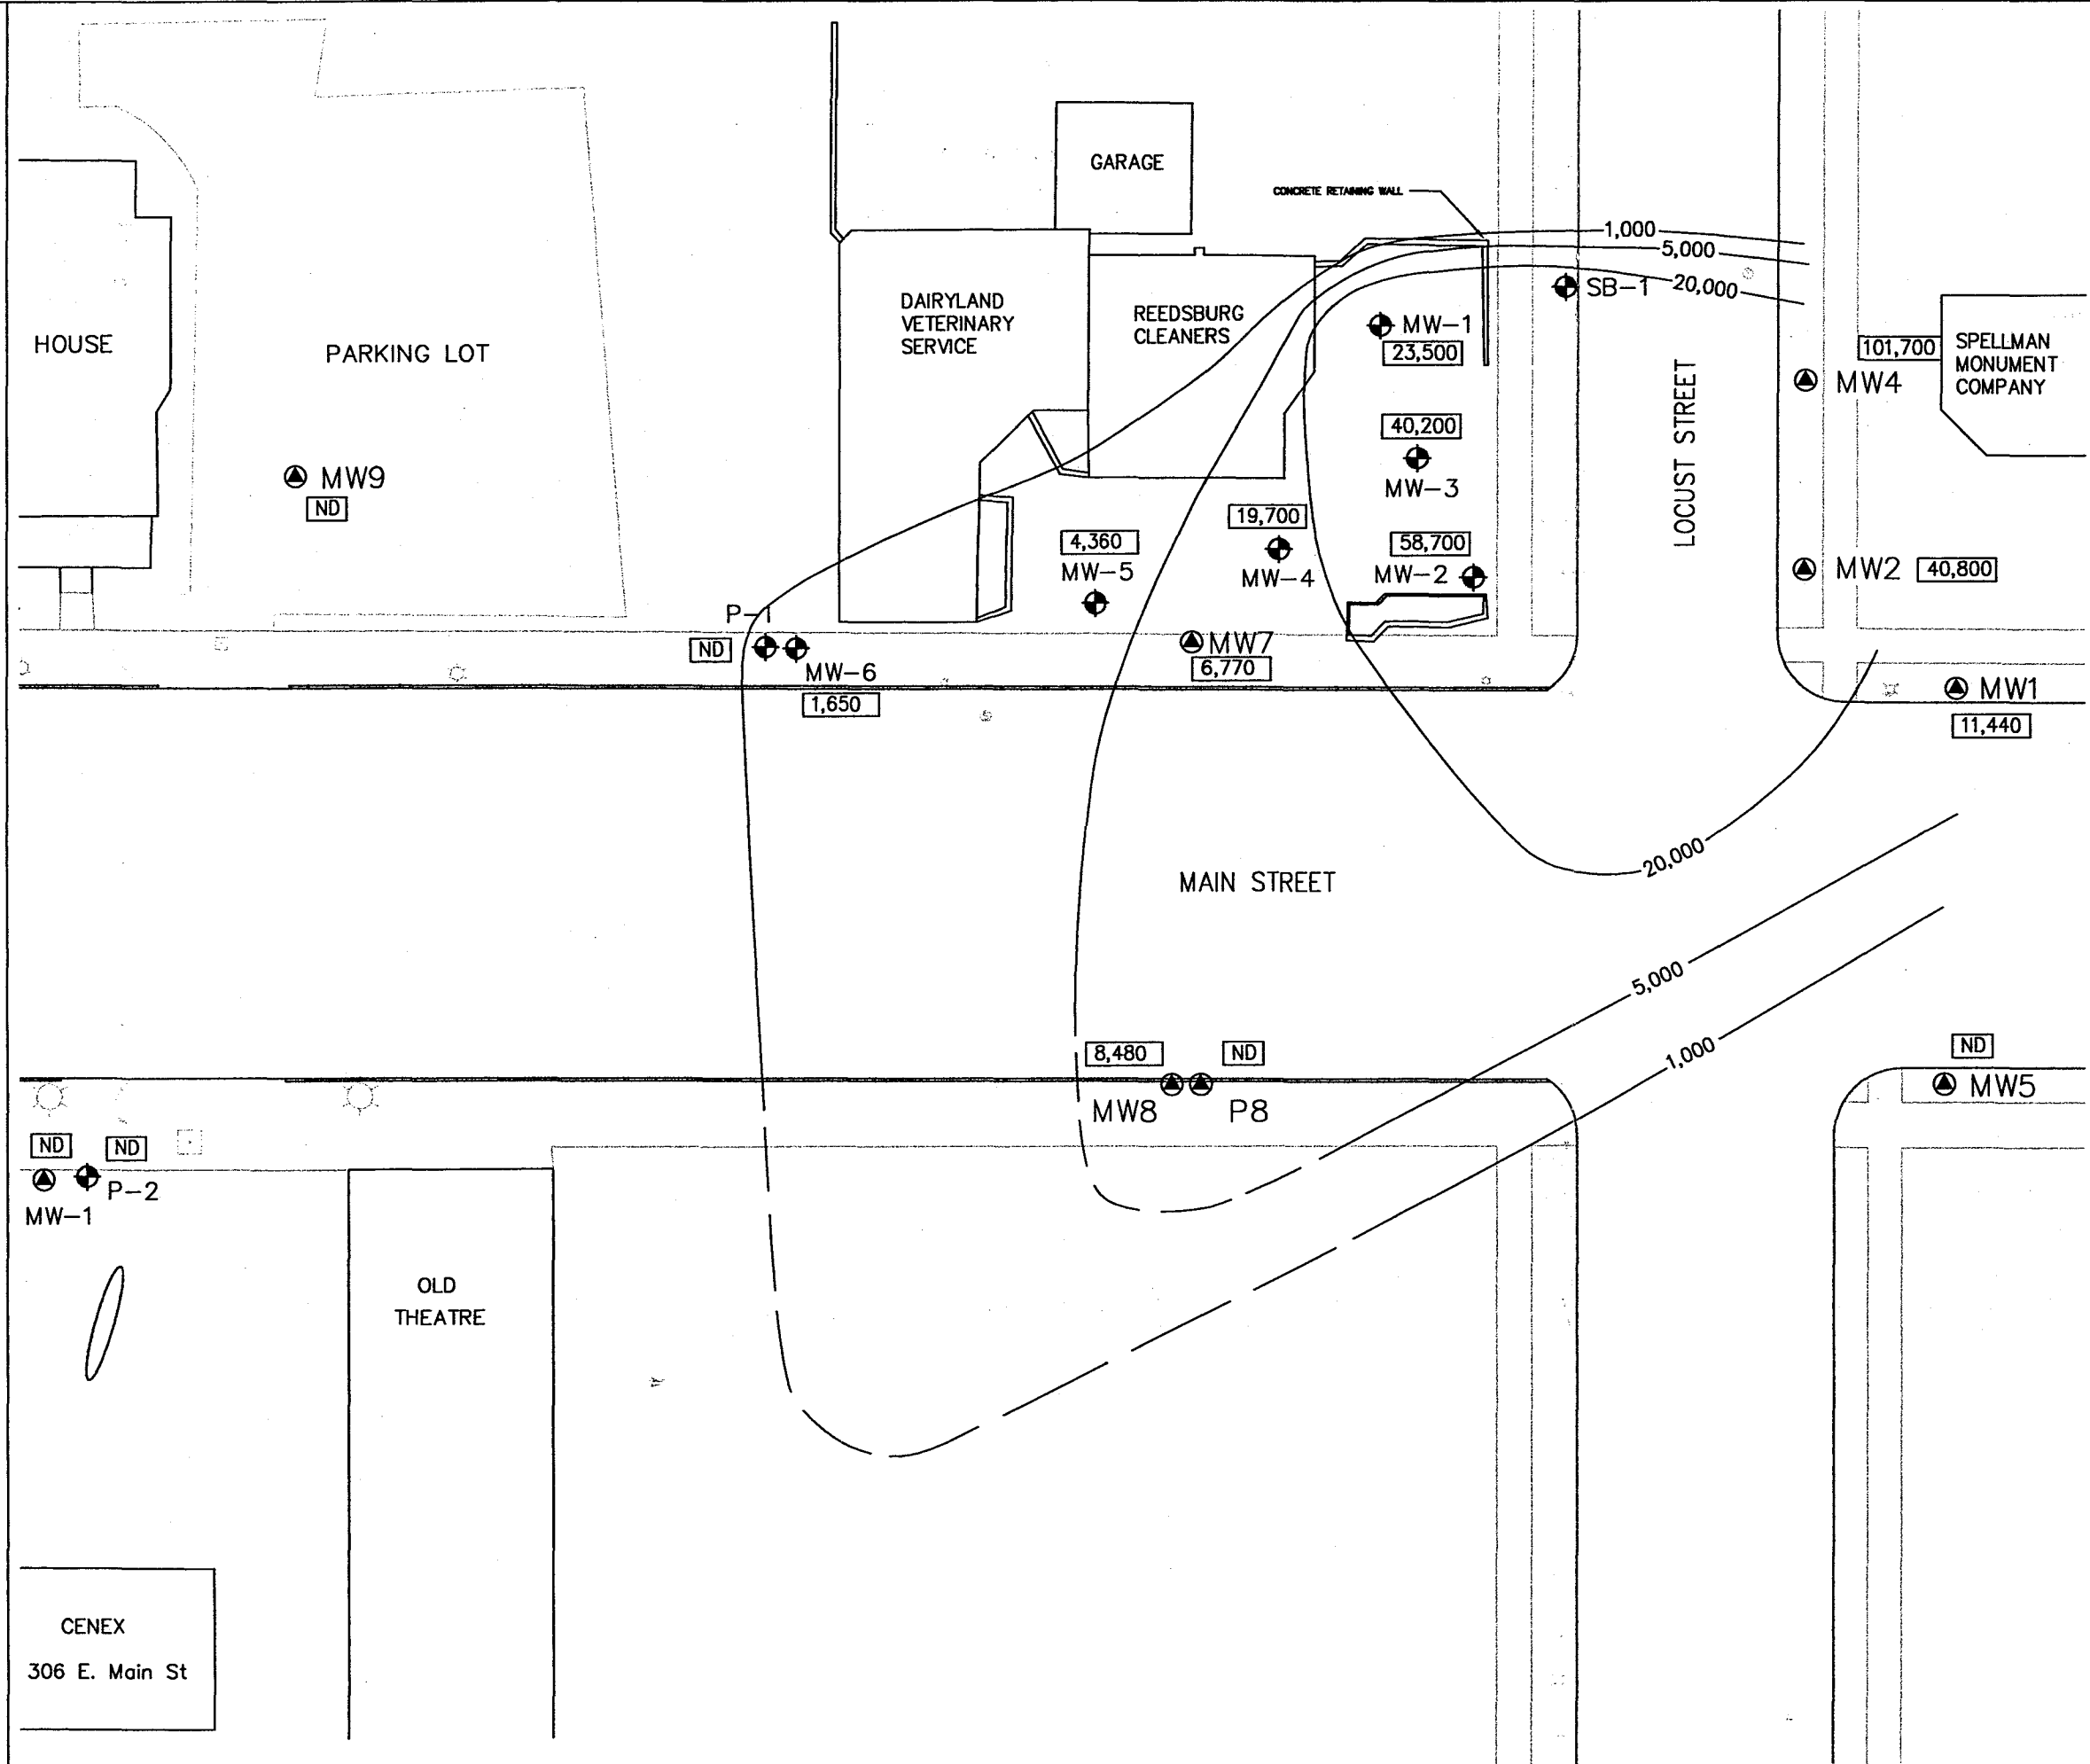 GARAGE
CONCRETE RETAINING WALL
1,000
5,000
20,000
SB-1
HOUSE
PARKING LOT
DAIRYLAND
VETERINARY
SERVICE
REEDSBURG
CLEANERS
MW-1
23,500
101,700
SPELLMAN
MONUMENT
COMPANY
MW4
LOCUST STREET
40,200
MW-3
MW9
ND
19,700
MW-4
4,360
MW-5
58,700
MW-2
MW2
40,800
P-1
ND
MW-6
1,650
MW7
6,770
MW1
11,440
MAIN STREET
20,000
5,000
1,000
8,480
ND
MW8
P8
ND
MW5
ND
ND
P-2
MW-1
OLD
THEATRE
CENEX
306 E. Main St